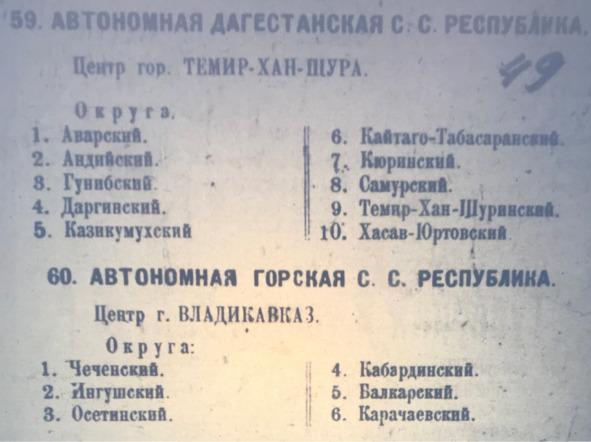 59. АВТОНОМНАЯ ДАГЕСТАНСКАЯ С. С. РЕСПУБЛИКА.
49
Центр гор. ТЕМИР-ХАН-ШУРА.
Округа.
1. Аварский.
2. Андийский.
3. Гунибский.
4. Даргинский.
5. Казикумухский
6. Кайтаго-Табасаранский.
7. Кюринский.
8. Самурский.
9. Темир-Хан-Шуринский.
10. Хасав-Юртовский.
60. АВТОНОМНАЯ ГОРСКАЯ С. С. РЕСПУБЛИКА.
Центр г. ВЛАДИКАВКАЗ.
Округа:
1. Чеченский.
2. Ингушский.
3. Осетинский.
4. Кабардинский.
5. Балкарский.
6. Карачаевский.